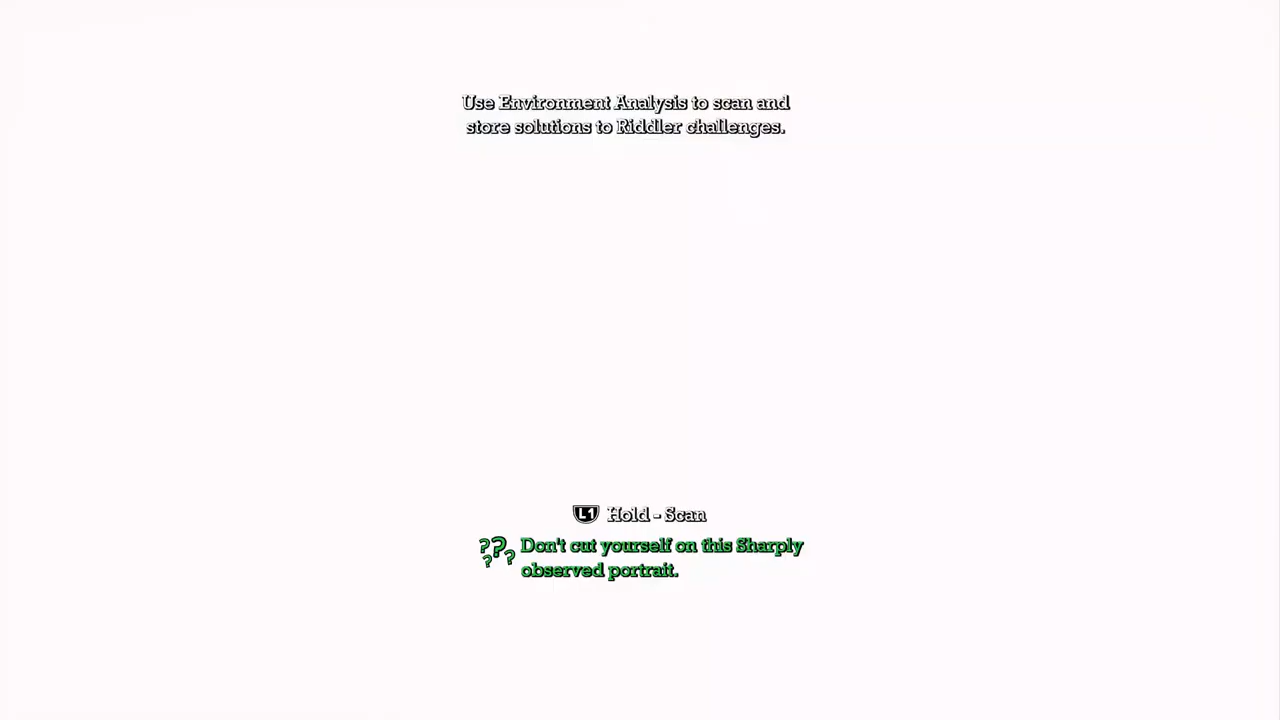 Use Environment Analysis to scan and
store solutions to Riddler challenges.
L1 Hold - Scan
??
?? Don't cut yourself on this Sharply
observed portrait.